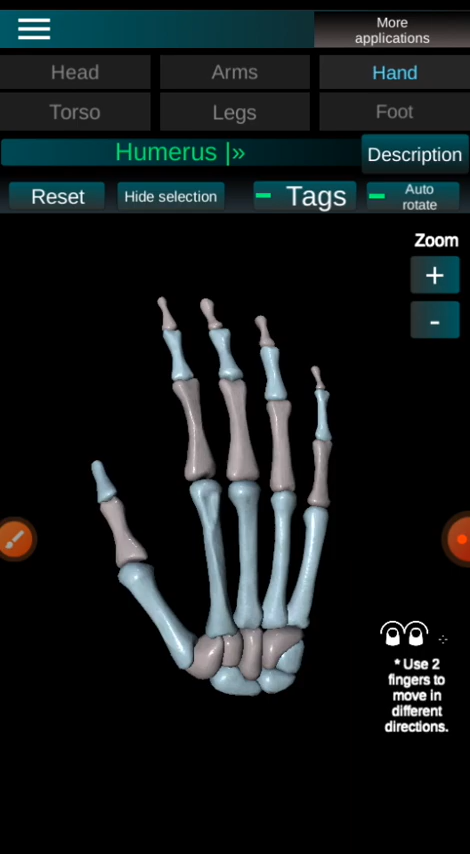 More
applications
Head
Arms
Hand
Torso
Legs
Foot
Humerus |»
Description
Reset
Hide selection
Tags
Auto
rotate
Zoom
+
-
* Use 2
fingers to
move in
different
directions.